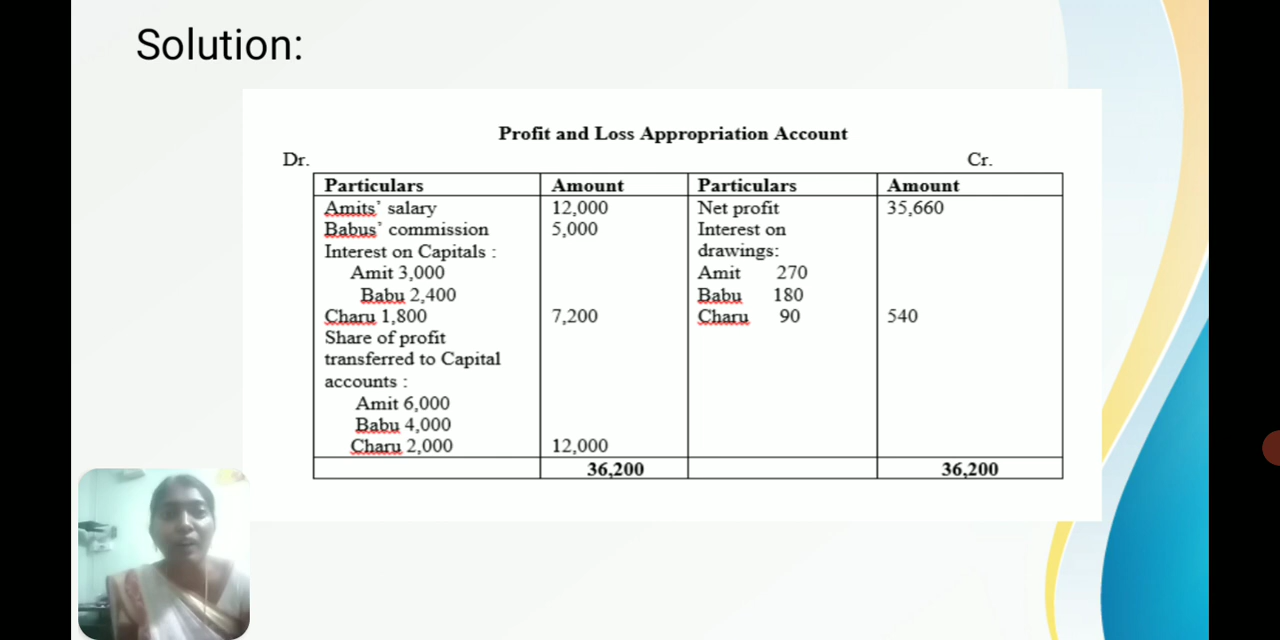 Solution:
Profit and Loss Appropriation Account
Dr. Cr.
Particulars Amount Particulars Amount
Amits’ salary 12,000 Net profit 35,660
Babus’ commission 5,000 Interest on
Interest on Capitals : drawings:
Amit 3,000 Amit 270
Babu 2,400 Babu 180
Charu 1,800 7,200 Charu 90 540
Share of profit
transferred to Capital
accounts :
Amit 6,000
Babu 4,000
Charu 2,000 12,000
36,200 36,200